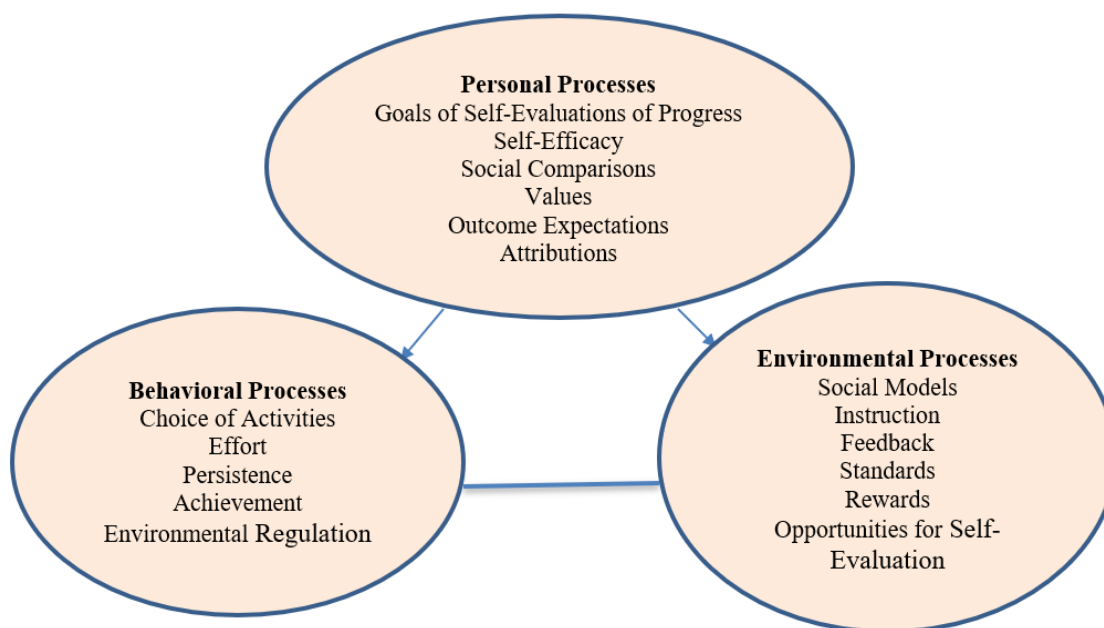 Personal Processes
Goals of Self-Evaluations of Progress
Self-Efficacy
Social Comparisons
Values
Outcome Expectations
Attributions
Behavioral Processes
Choice of Activities
Effort
Persistence
Achievement
Environmental Regulation
Environmental Processes
Social Models
Instruction
Feedback
Standards
Rewards
Opportunities for Self-
Evaluation